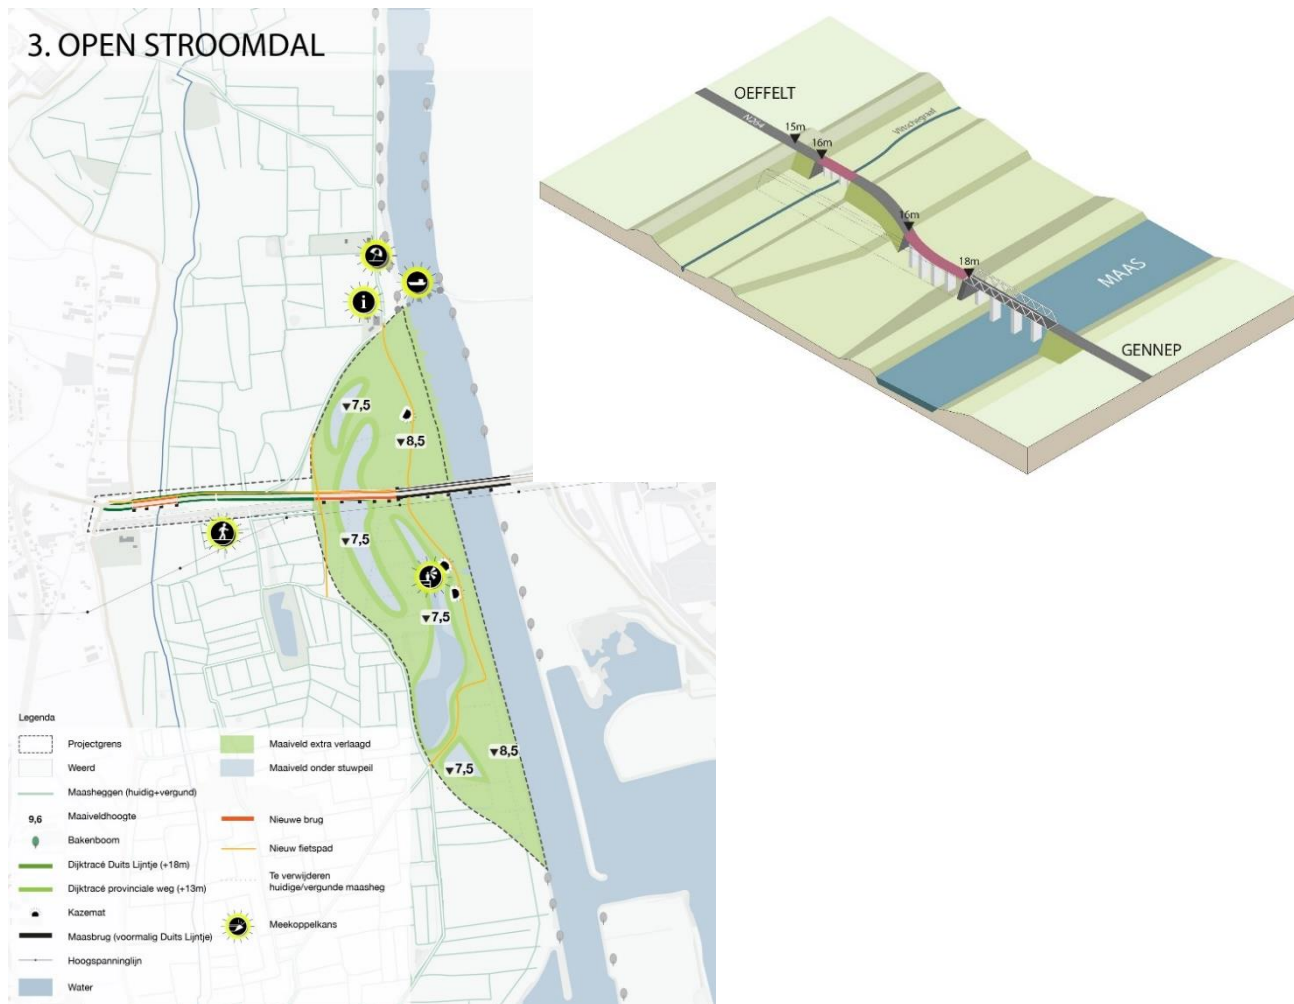 3. OPEN STROOMDAL
OEFFELT
N264
15m
16m
Viltschegraaf
16m
18m
MAAS
GENNEP
i
▼7,5
▼8,5
▼7,5
▼7,5
▼8,5
▼7,5
Legenda
Projectgrens
Weerd
Maasheggen (huidig+vergund)
9,6 Maaiveldhoogte
Bakenboom
Dijktracé Duits Lijntje (+18m)
Dijktracé provinciale weg (+13m)
Kazemat
Maasbrug (voormalig Duits Lijntje)
Hoogspanninglijn
Water
Maaiveld extra verlaagd
Maaiveld onder stuwpeil
Nieuwe brug
Nieuw fietspad
Te verwijderen
huidige/vergunde maasheg
Meekoppelkans